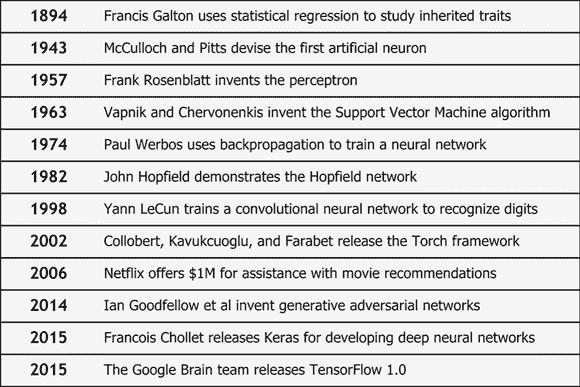 1894 Francis Galton uses statistical regression to study inherited traits
1943 McCulloch and Pitts devise the first artificial neuron
1957 Frank Rosenblatt invents the perceptron
1963 Vapnik and Chervonenkis invent the Support Vector Machine algorithm
1974 Paul Werbos uses backpropagation to train a neural network
1982 John Hopfield demonstrates the Hopfield network
1998 Yann LeCun trains a convolutional neural network to recognize digits
2002 Collobert, Kavukcuoglu, and Farabet release the Torch framework
2006 Netflix offers $1M for assistance with movie recommendations
2014 Ian Goodfellow et al invent generative adversarial networks
2015 Francois Chollet releases Keras for developing deep neural networks
2015 The Google Brain team releases TensorFlow 1.0